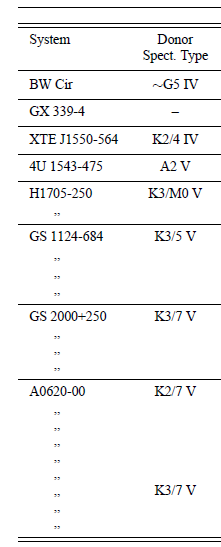 System Donor
Spect. Type
BW Cir ~G5 IV
GX 339-4 –
XTE J1550-564 K2/4 IV
4U 1543-475 A2 V
H1705-250 K3/M0 V
”
GS 1124-684 K3/5 V
”
”
”
GS 2000+250 K3/7 V
”
”
”
A0620-00 K2/7 V
”
”
”
”
”
” K3/7 V
”
”